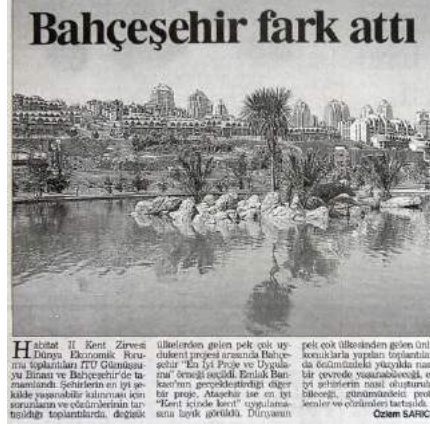 Bahçeşehir fark attı
Habitat II Kent Zirvesi
Dünya Ekonomik Foru-
mu toplantıları İTÜ Gümüşsu-
yu Binası ve Bahçeşehir'de ta-
mamlandı. Şehirlerin en iyi şe-
kilde yaşanabilir kılınması için
sorunların ve çözümlerinin tar-
tışıldığı toplantılarda, değişik
ülkelerden gelen pek çok uy-
dukent projesi arasında Bahçe-
şehir "En İyi Proje ve Uygula-
ma" örneği seçildi. Emlak Ban-
kası'nın gerçekleştirdiği diğer
bir proje, Ataşehir ise en iyi
"Kent içinde kent" uygulama-
sına layık görüldü. Dünyanın
pek çok ülkesinden gelen ünl
konuklarla yapılan toplantıla
da önümüzdeki yüzyılda nas
bir çevrede yaşanabileceği, e
iyi şehirlerin nasıl oluşturul
bileceği, günümüzdeki prol
lemler ve çözümleri tartışıldı.
Özlem SARIC